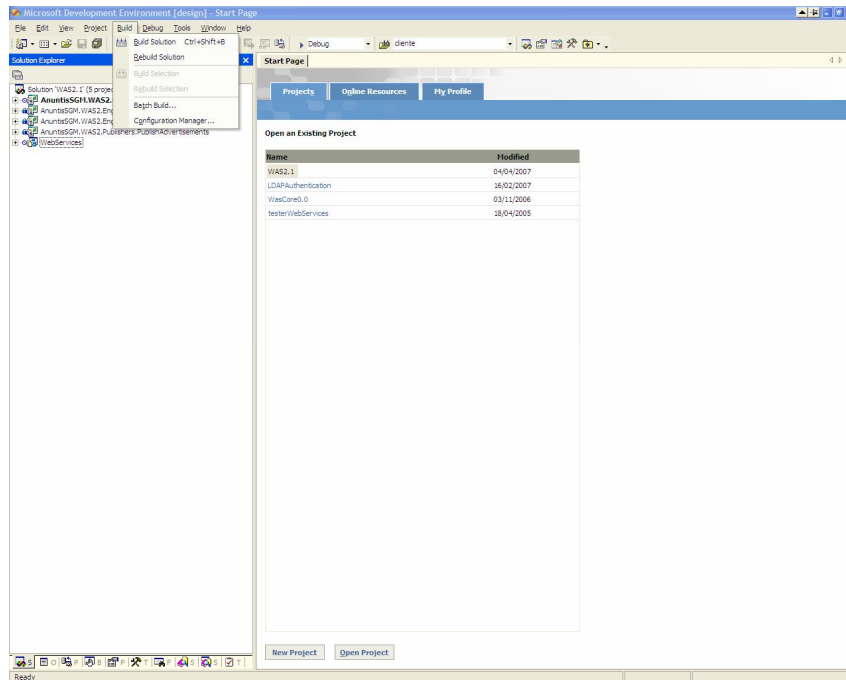 Microsoft Development Environment [design] - Start Page
File Edit View Project Build Debug Tools Window Help
Debug cliente
Build Solution Ctrl+Shift+B
Rebuild Solution
Build Selection
Rebuild Selection
Batch Build...
Configuration Manager...
Solution Explorer
Solution 'WAS2.1' (5 projec
AnuntisSGM.WAS2.
AnuntisSGM.WAS2.Eng
AnuntisSGM.WAS2.Eng
AnuntisSGM.WAS2.Publishers.PublishAdvertisements
WebServices
Start Page
Projects Online Resources My Profile
Open an Existing Project
Name Modified
WAS2.1 04/04/2007
LDAPAuthentication 16/02/2007
WasCore0.0 03/11/2006
testerWebServices 18/04/2005
New Project Open Project
S O P B P T F S S T
Ready